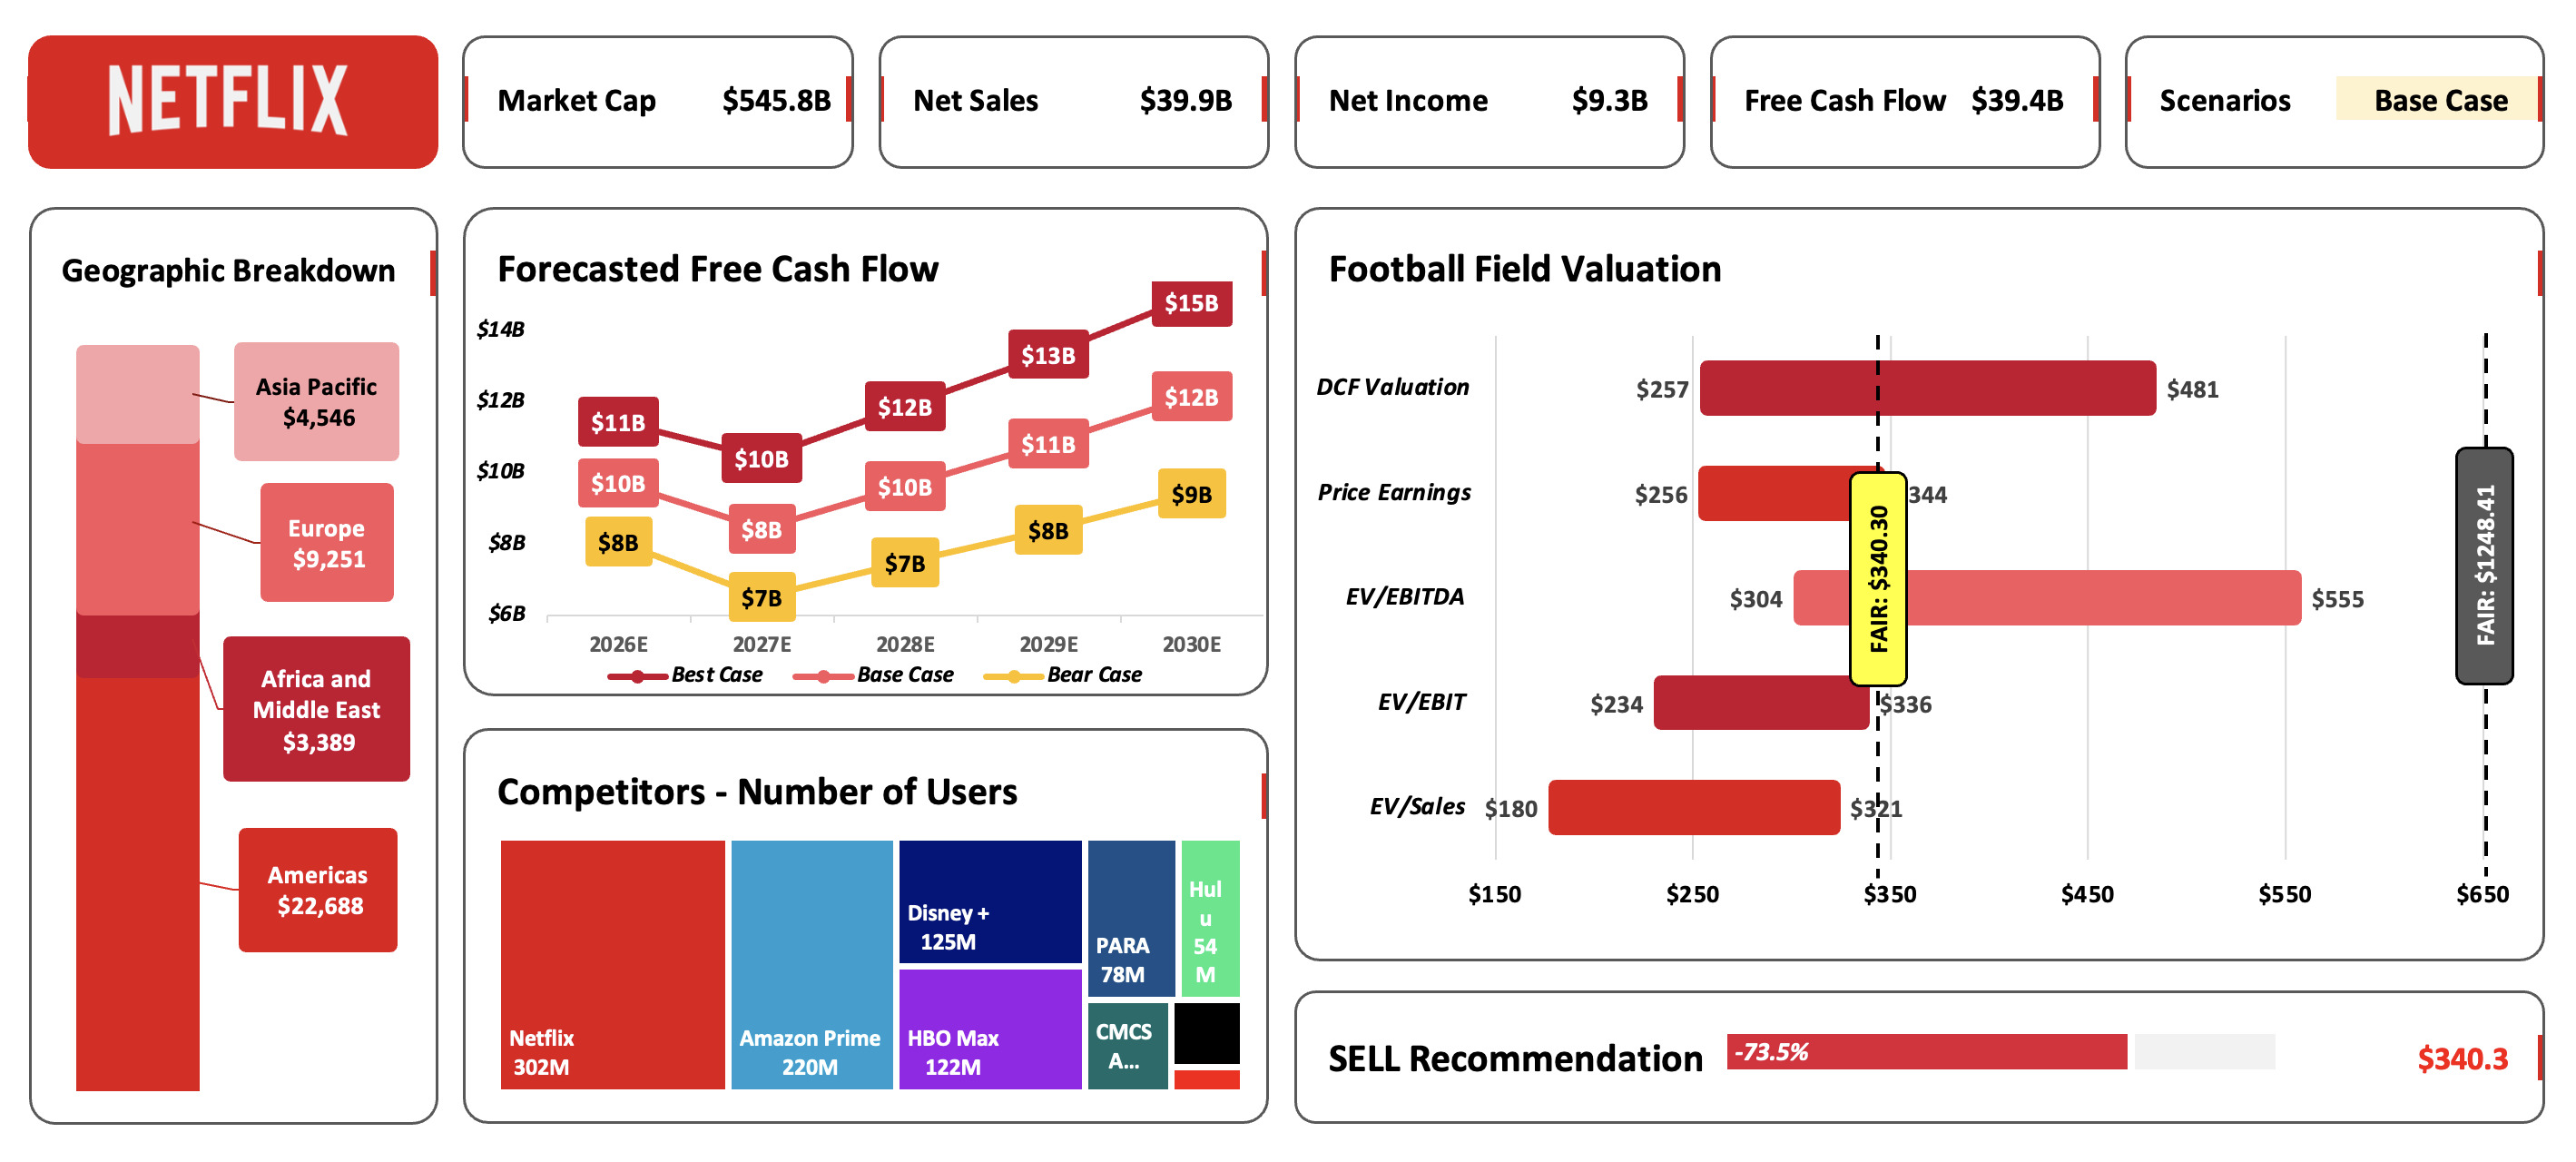 NETFLIX
Market Cap $545.8B
Net Sales $39.9B
Net Income $9.3B
Free Cash Flow $39.4B
Scenarios Base Case
Geographic Breakdown
Asia Pacific
$4,546
Europe
$9,251
Africa and
Middle East
$3,389
Americas
$22,688
Forecasted Free Cash Flow
$14B
$12B
$10B
$8B
$6B
$11B
$10B
$12B
$13B
$15B
$10B
$8B
$10B
$11B
$12B
$8B
$7B
$7B
$8B
$9B
2026E 2027E 2028E 2029E 2030E
Best Case Base Case Bear Case
Competitors - Number of Users
Netflix
302M
Amazon Prime
220M
Disney +
125M
HBO Max
122M
PARA
78M
Hul
u
54
M
CMCS
A...
Football Field Valuation
DCF Valuation $257 $481
Price Earnings $256 344
EV/EBITDA $304 $555
EV/EBIT $234 $336
EV/Sales $180 $321
FAIR: $340.30
FAIR: $1248.41
$150 $250 $350 $450 $550 $650
SELL Recommendation -73.5% $340.3